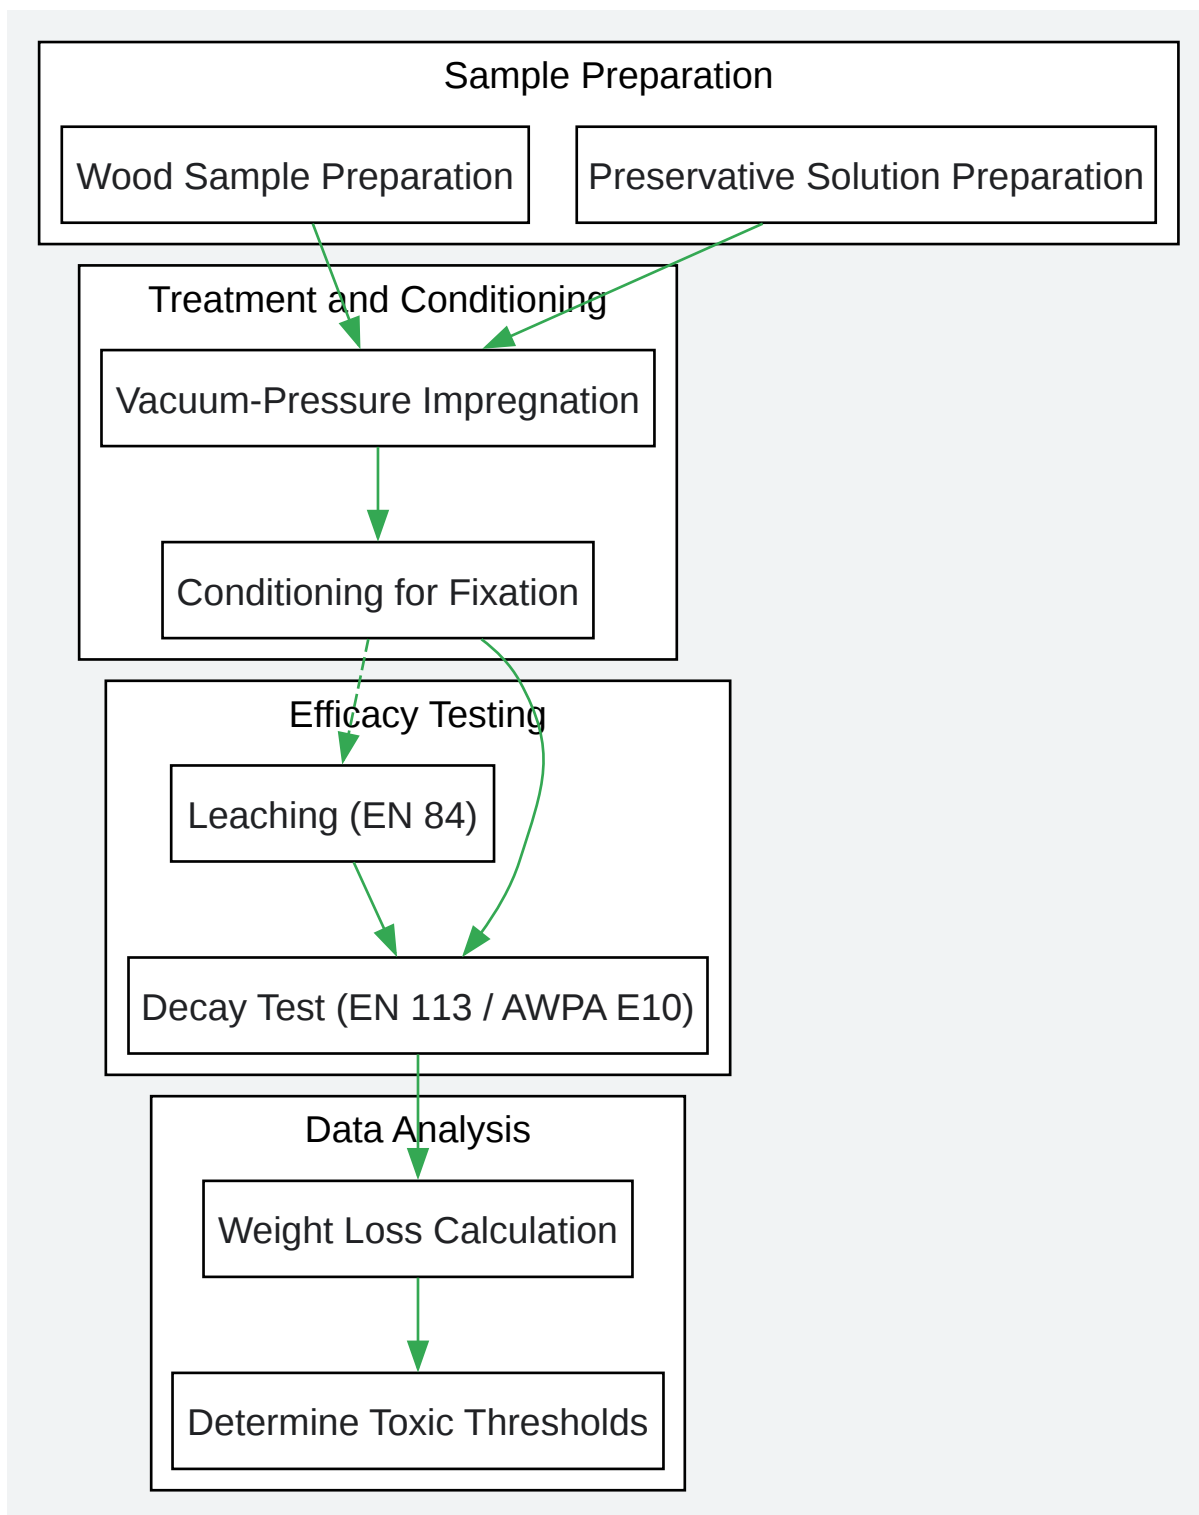 Sample Preparation
Wood Sample Preparation
Preservative Solution Preparation
Treatment and Conditioning
Vacuum-Pressure Impregnation
Conditioning for Fixation
Efficacy Testing
Leaching (EN 84)
Decay Test (EN 113 / AWPA E10)
Data Analysis
Weight Loss Calculation
Determine Toxic Thresholds